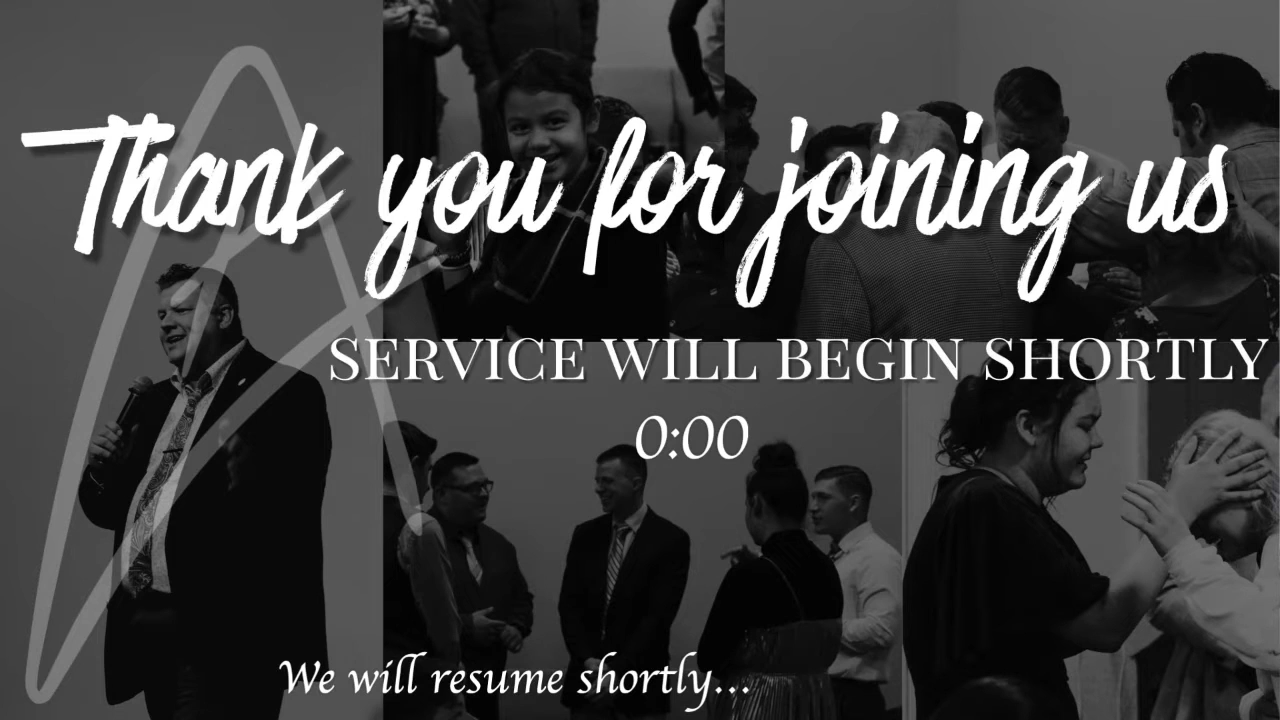 Thank you for joining us
SERVICE WILL BEGIN SHORTLY
0:00
We will resume shortly...